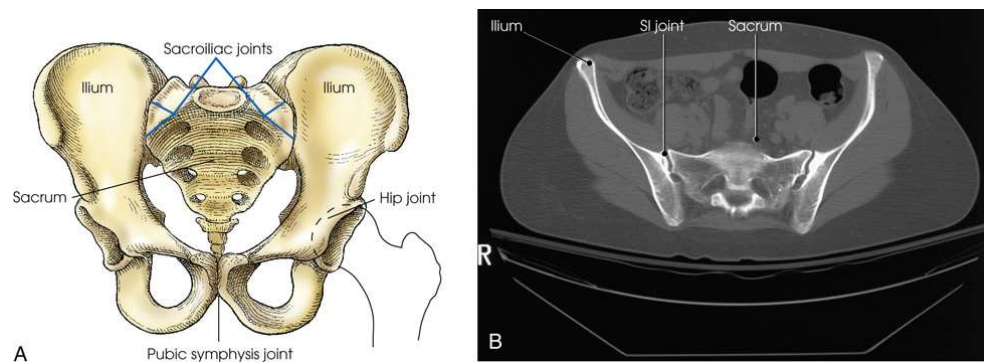 Sacroiliac joints
Ilium
Ilium
Sacrum
Hip joint
Pubic symphysis joint
A
Ilium
SI joint
Sacrum
R
B